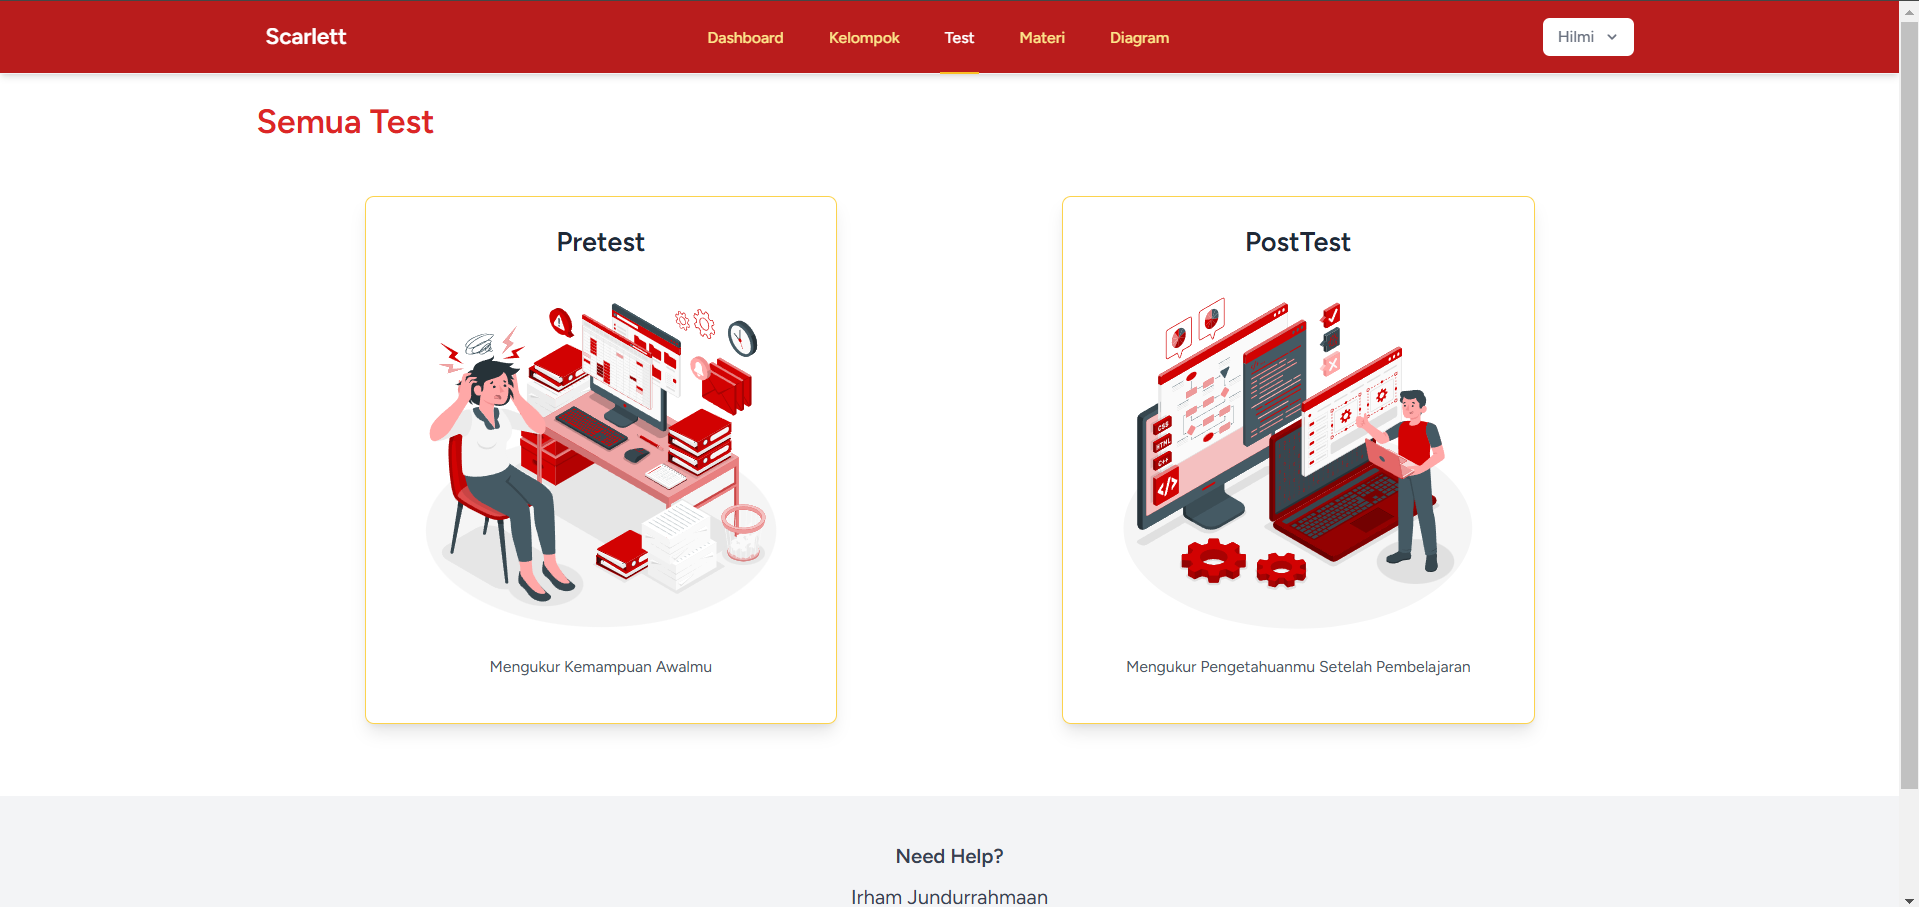 Scarlett
Dashboard
Kelompok
Test
Materi
Diagram
Hilmi
Semua Test
Pretest
PostTest
CSS
HTML
C++
</>
Mengukur Kemampuan Awalmu
Mengukur Pengetahuanmu Setelah Pembelajaran
Need Help?
Irham Jundurrahmaan